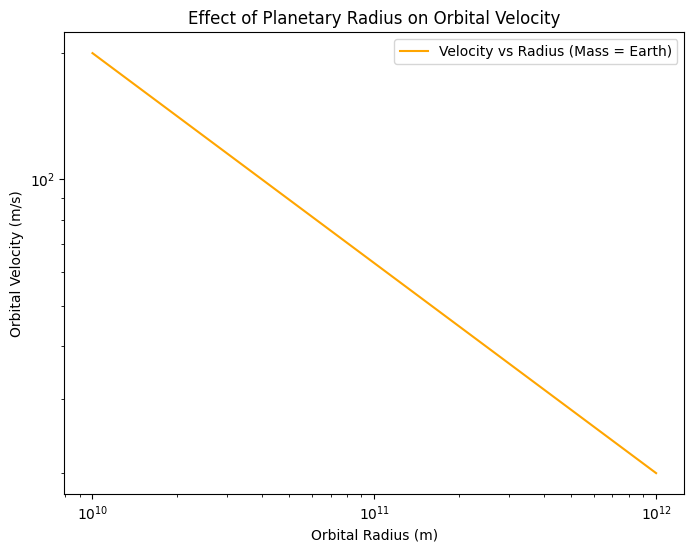 Effect of Planetary Radius on Orbital Velocity
Velocity vs Radius (Mass = Earth)
10²
Orbital Velocity (m/s)
10¹⁰
10¹¹
10¹²
Orbital Radius (m)